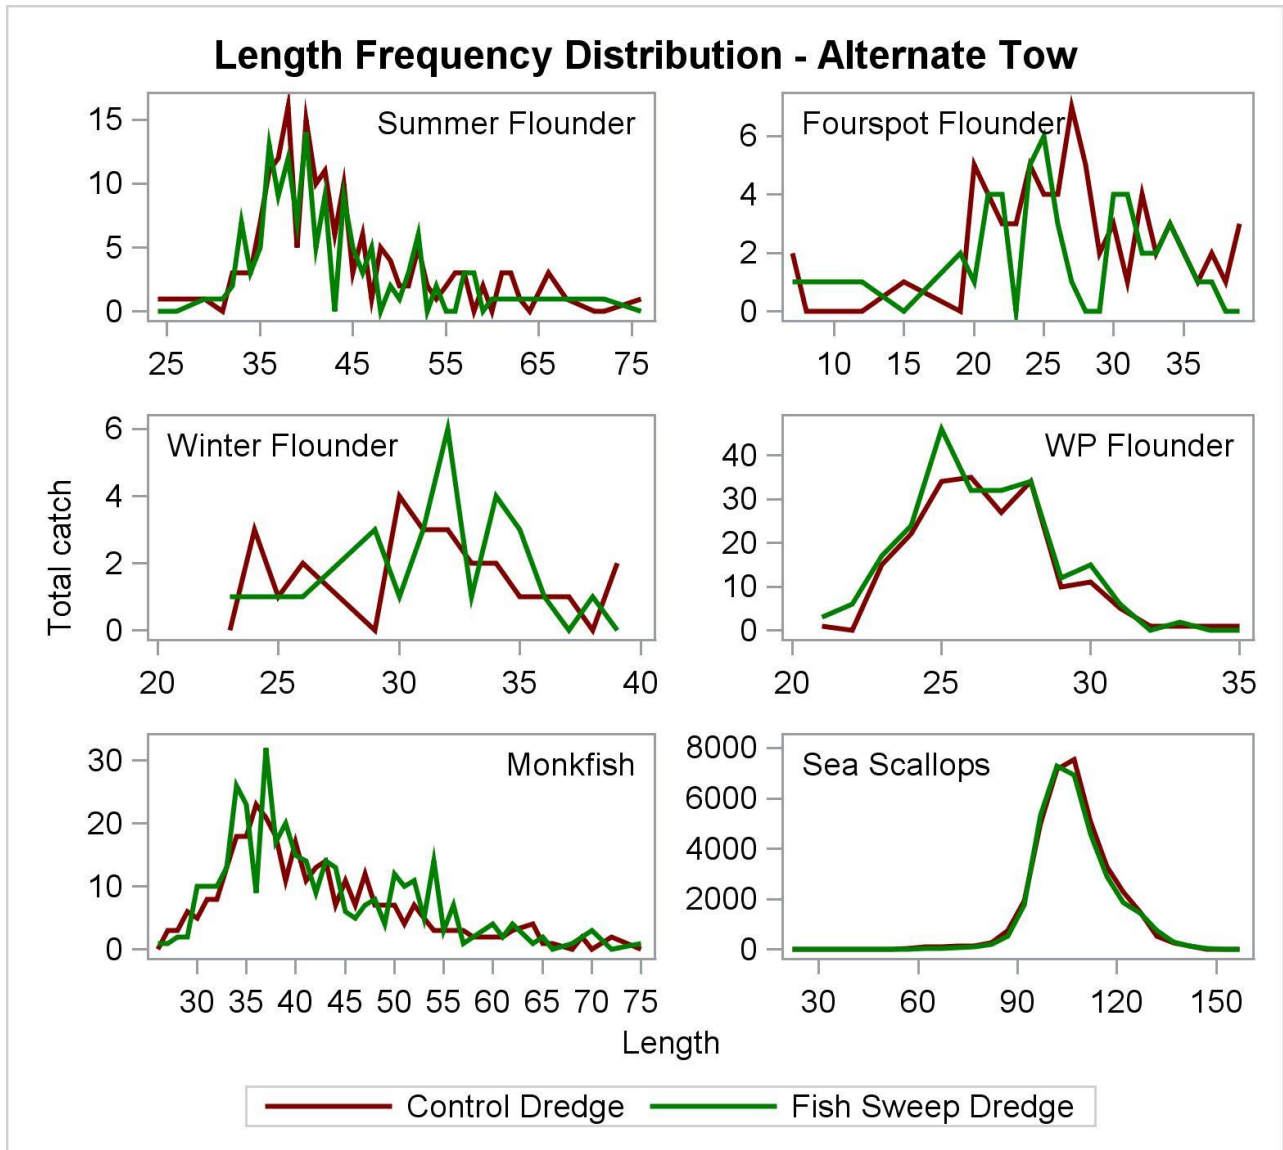 Length Frequency Distribution - Alternate Tow
Summer Flounder
15
10
5
0
25 35 45 55 65 75
Fourspot Flounder
6
4
2
0
10 15 20 25 30 35
Winter Flounder
6
4
2
0
20 25 30 35 40
WP Flounder
40
30
20
10
0
20 25 30 35
Total catch
Monkfish
30
20
10
0
30 35 40 45 50 55 60 65 70 75
Sea Scallops
8000
6000
4000
2000
0
30 60 90 120 150
Length
Control Dredge Fish Sweep Dredge